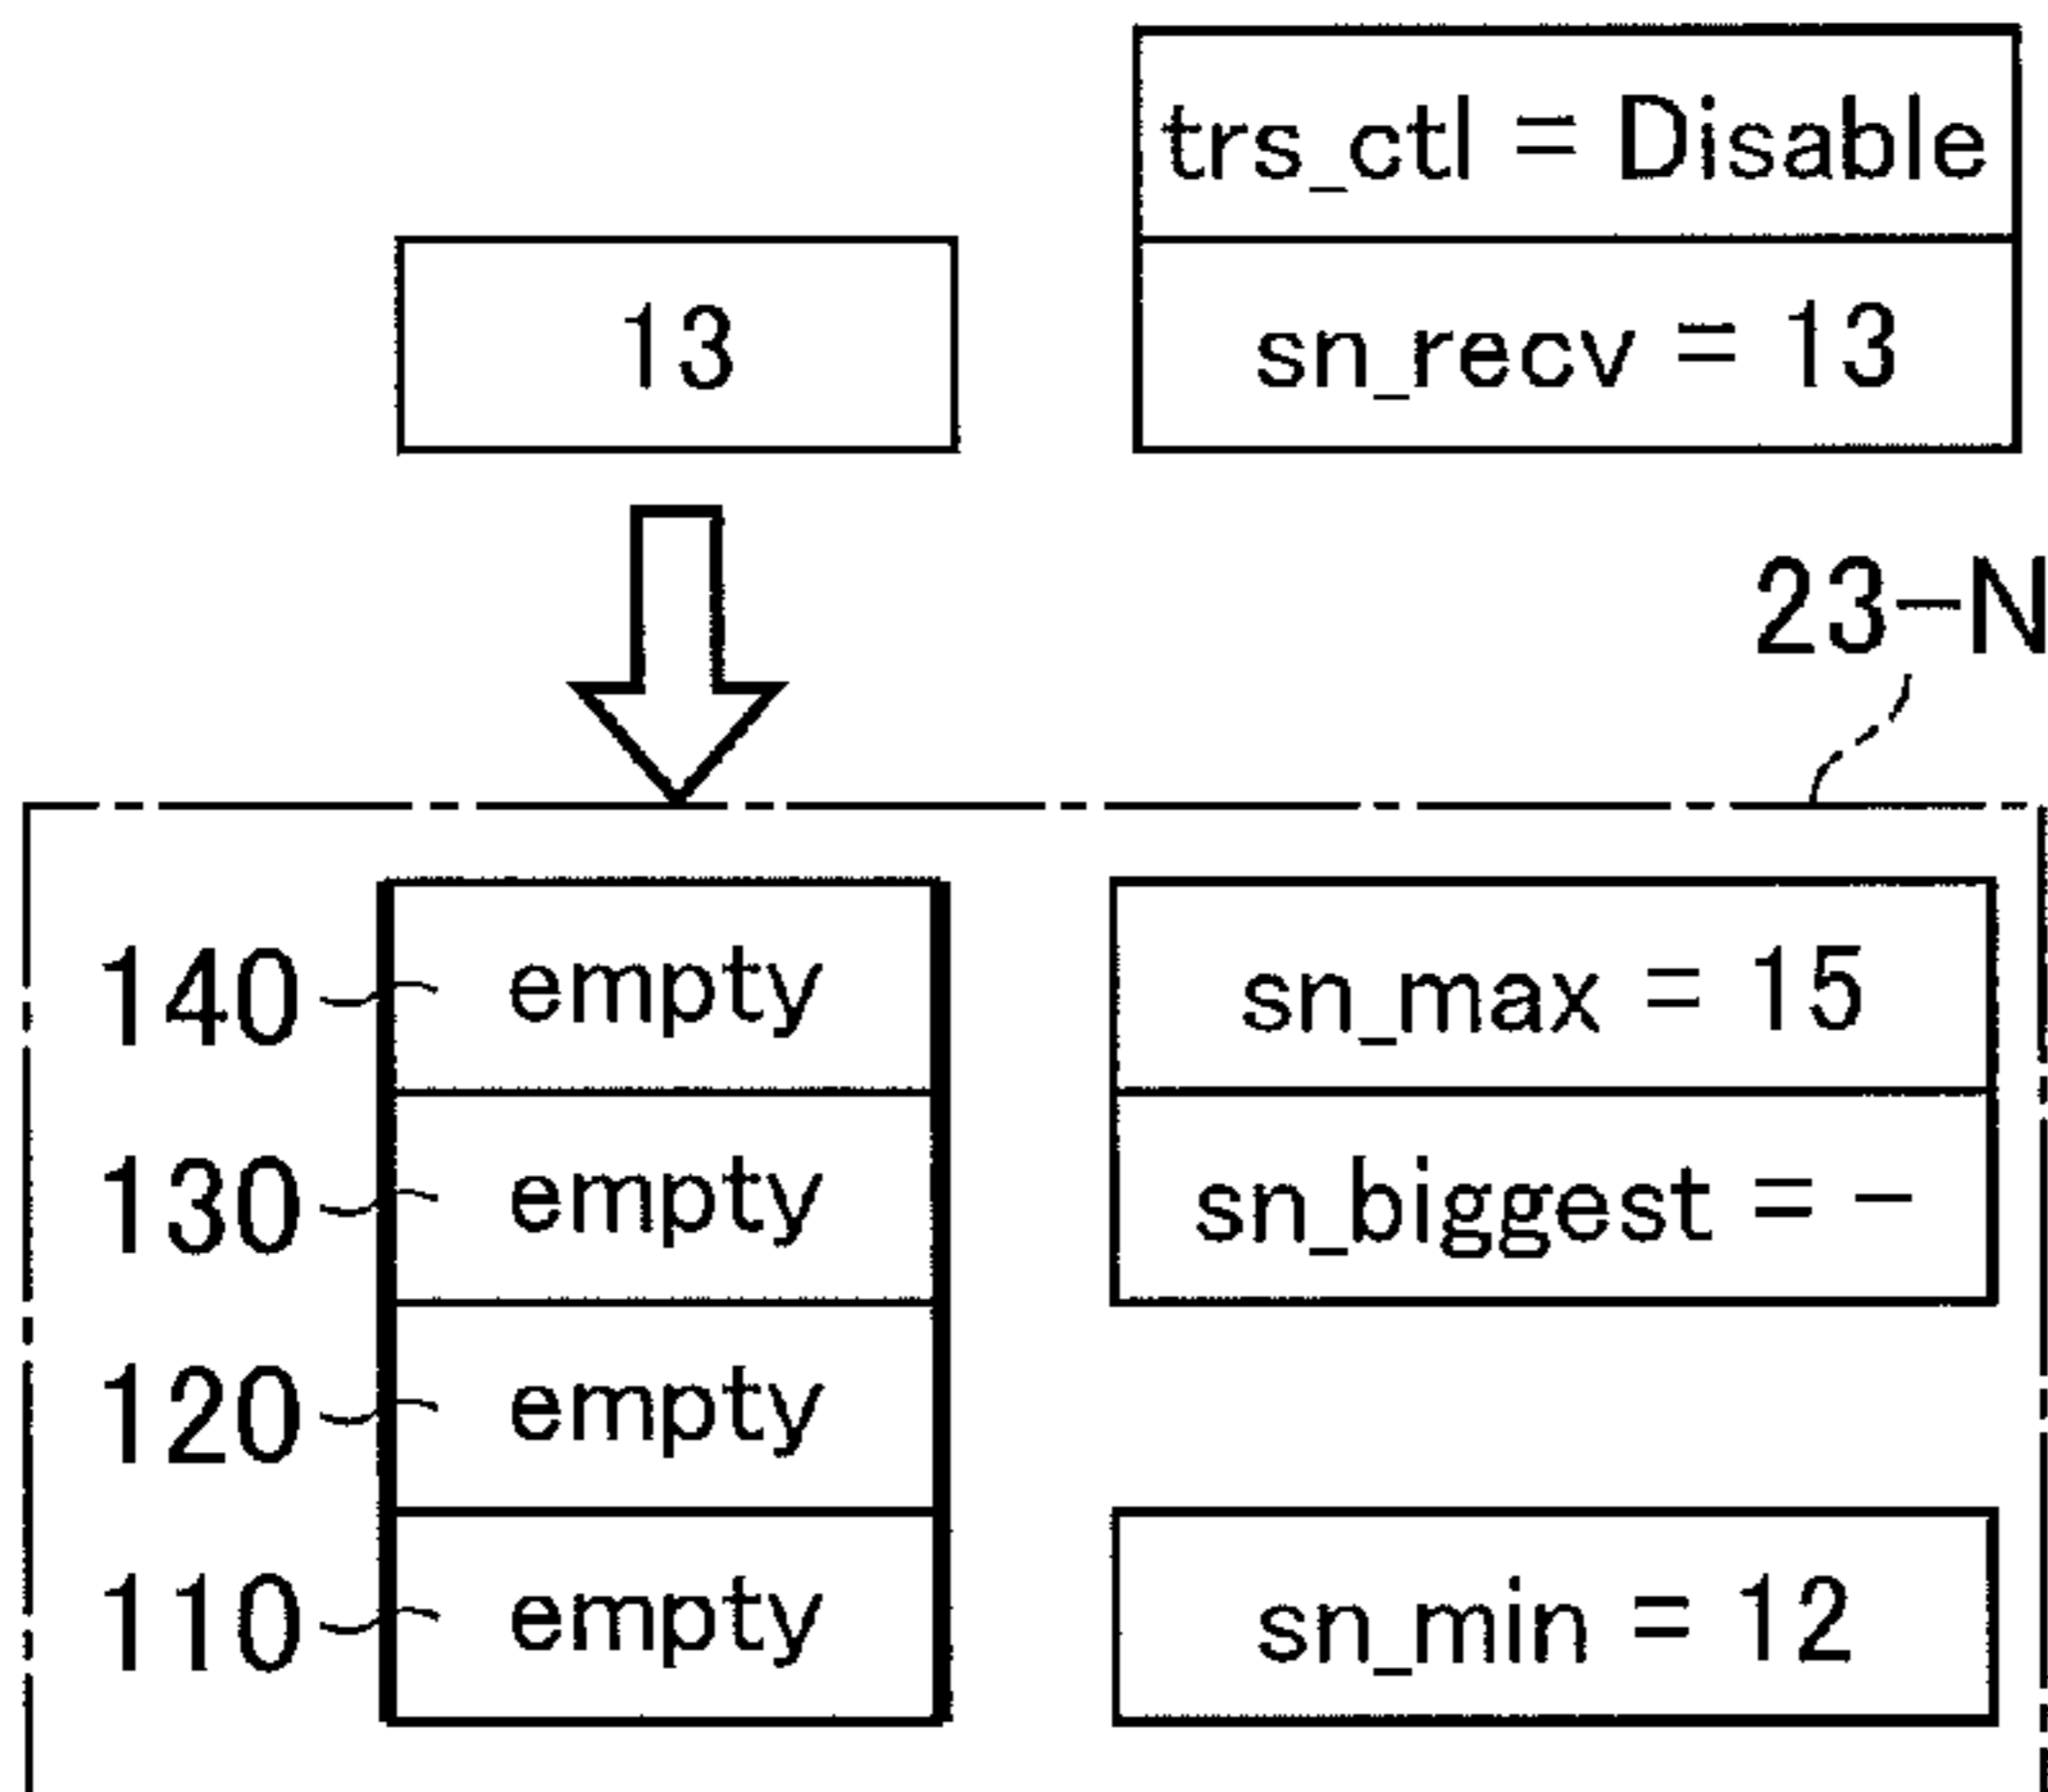 trs_ctl = Disable
13
sn_recv = 13
23-N
140
empty
sn_max = 15
130
empty
sn_biggest = -
120
empty
110
empty
sn_min = 12